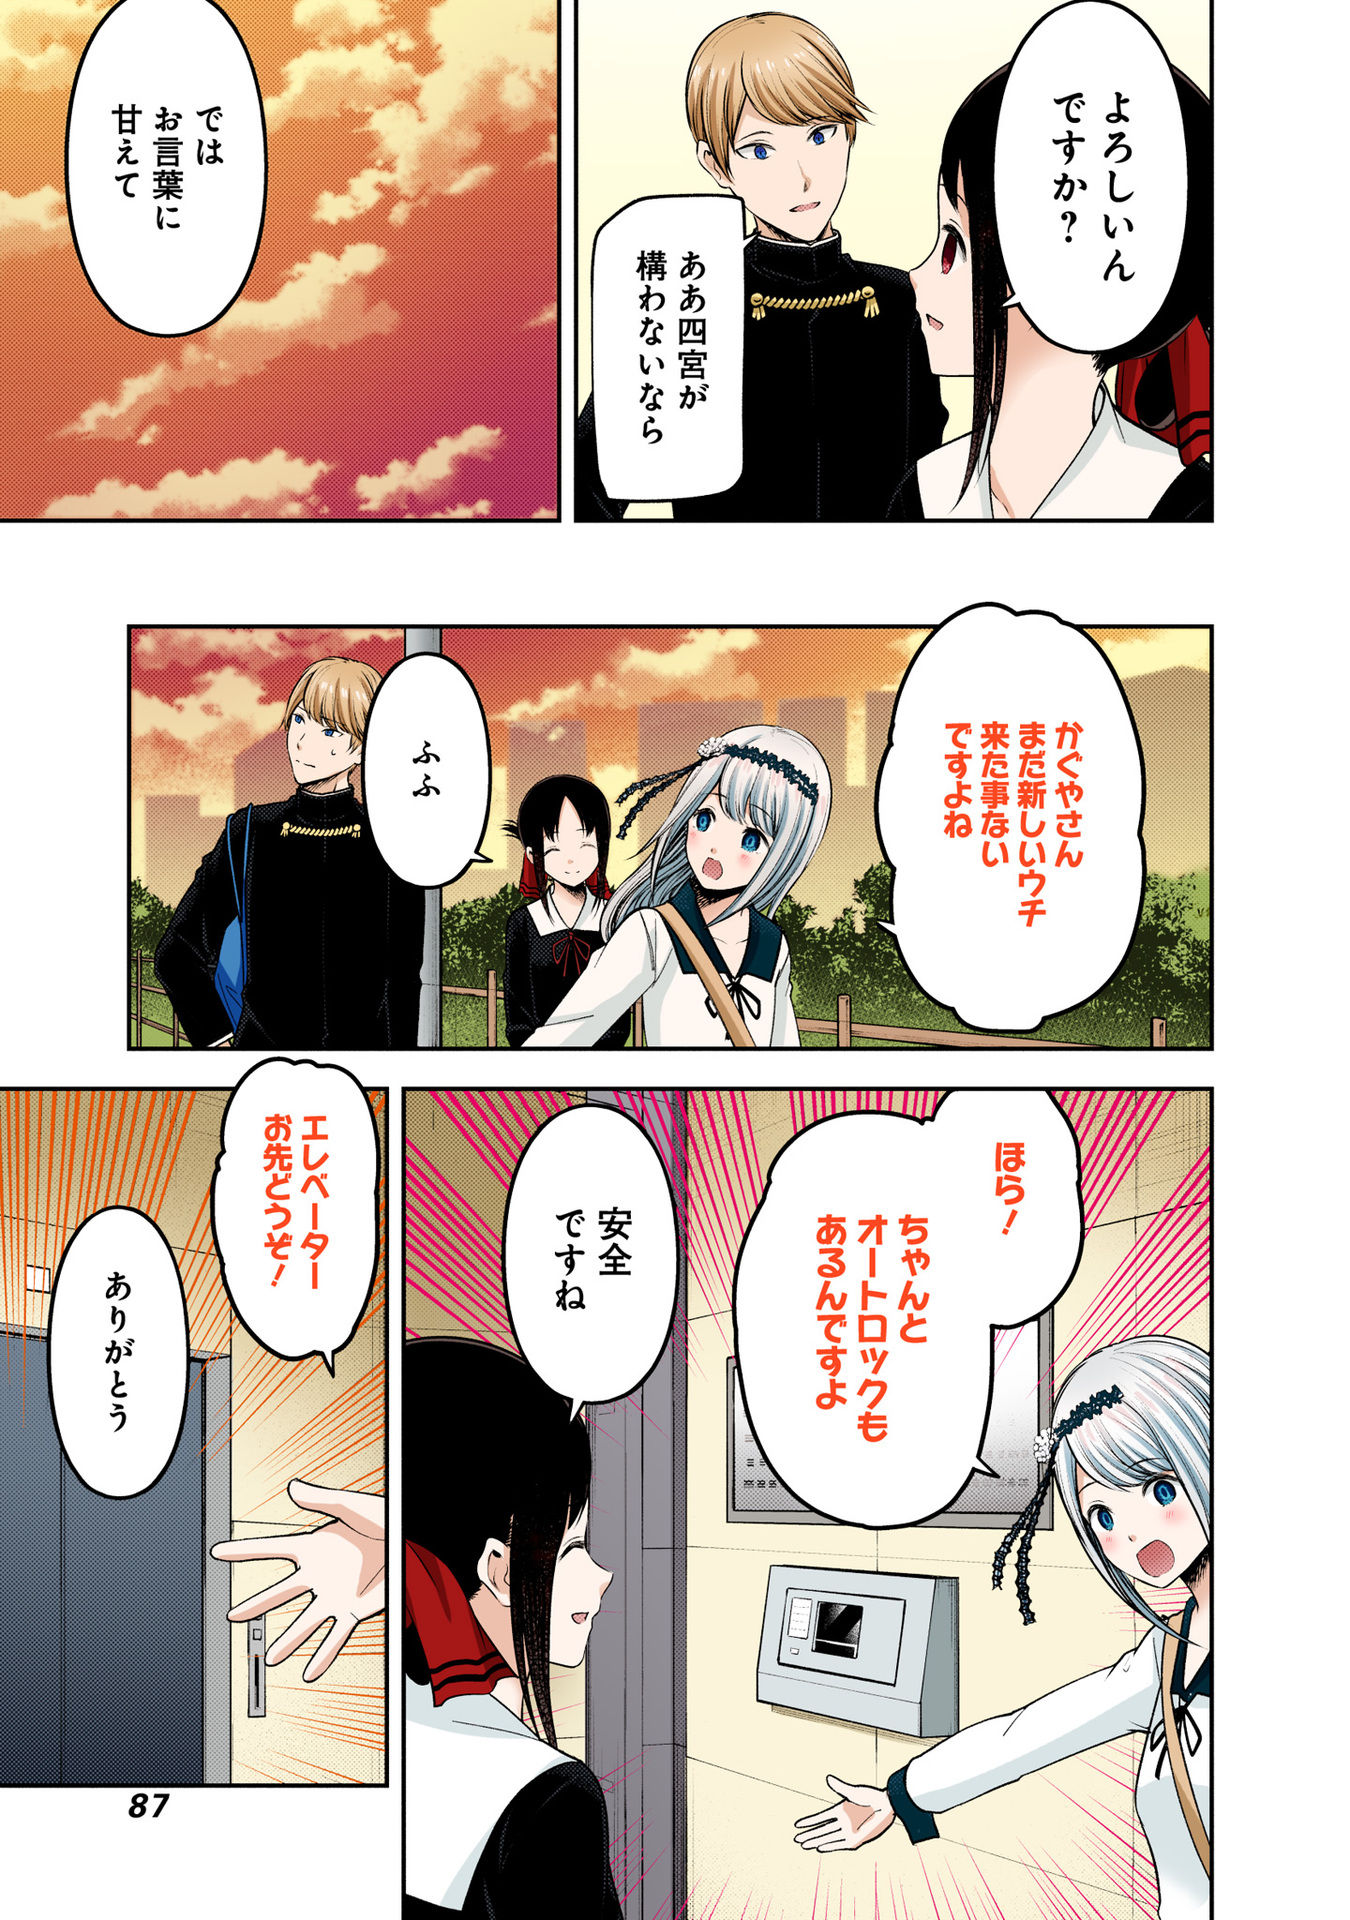 よろしいん
ですか?
ああ四宮が
構わないなら
では
お言葉に
甘えて
かぐやさん
まだ新しいウチ
来た事ない
ですよね
ふふ
ほら!
ちゃんと
オートロックも
あるんですよ
安全
ですね
エレベーター
お先どうぞ!
ありがとう
87